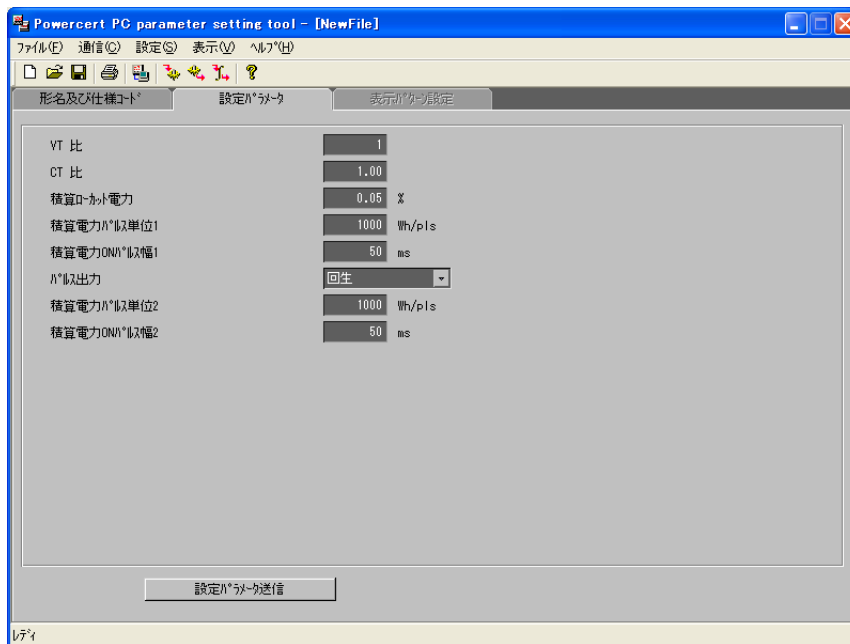 Powercert PC parameter setting tool - [NewFile]
ﾌｧｲﾙ(F) 通信(C) 設定(S) 表示(V) ﾍﾙﾌﾟ(H)
形名及び仕様ｺｰﾄﾞ 設定ﾊﾟﾗﾒｰﾀ 表示ﾊﾟﾀｰﾝ設定
VT 比 1
CT 比 1.00
積算ﾛｰｶｯﾄ電力 0.05 %
積算電力ﾊﾟﾙｽ単位1 1000 Wh/pls
積算電力ONﾊﾟﾙｽ幅1 50 ms
ﾊﾟﾙｽ出力 回生
積算電力ﾊﾟﾙｽ単位2 1000 Wh/pls
積算電力ONﾊﾟﾙｽ幅2 50 ms
設定ﾊﾟﾗﾒｰﾀ送信
ﾚﾃﾞｨ